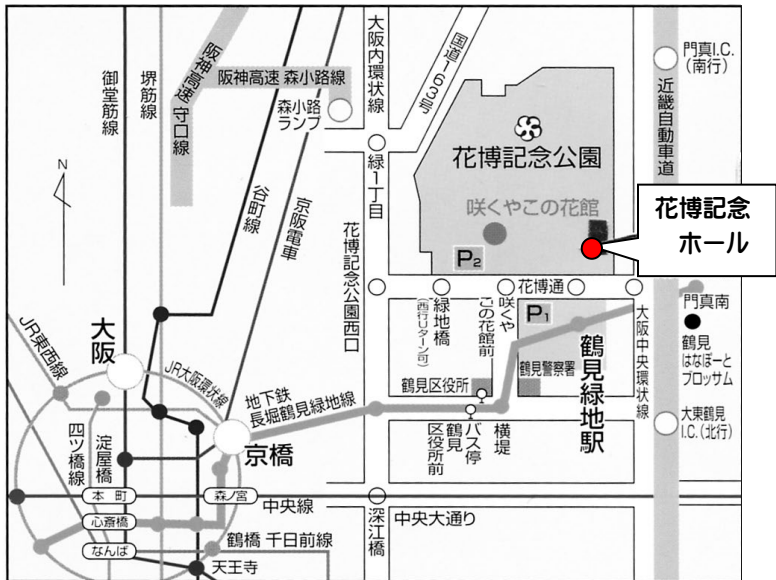 御堂筋線
堺筋線
阪神高速 守口線
阪神高速 森小路線
森小路
ランプ
大阪内環状線
国道163号
門真I.C.
(南行)
近畿自動車道
N
谷町線
京阪電車
緑1丁目
花博記念公園
咲くやこの花館
P2
花博記念
ホール
花博記念公園西口
花博通
緑地橋
(西行Uターン可)
咲くや
この花館前
P1
鶴見緑地駅
大阪中央環状線
門真南
鶴見
はなぽーと
ブロッサム
大東鶴見
I.C.(北行)
JR東西線
大阪
JR大阪環状線
地下鉄
長堀鶴見緑地線
鶴見区役所
鶴見警察署
バス停
鶴見
区役所前
横堤
京橋
四ツ橋線
淀屋橋
本町
森ノ宮
中央線
深江橋
中央大通り
心斎橋
なんば
鶴橋
千日前線
天王寺